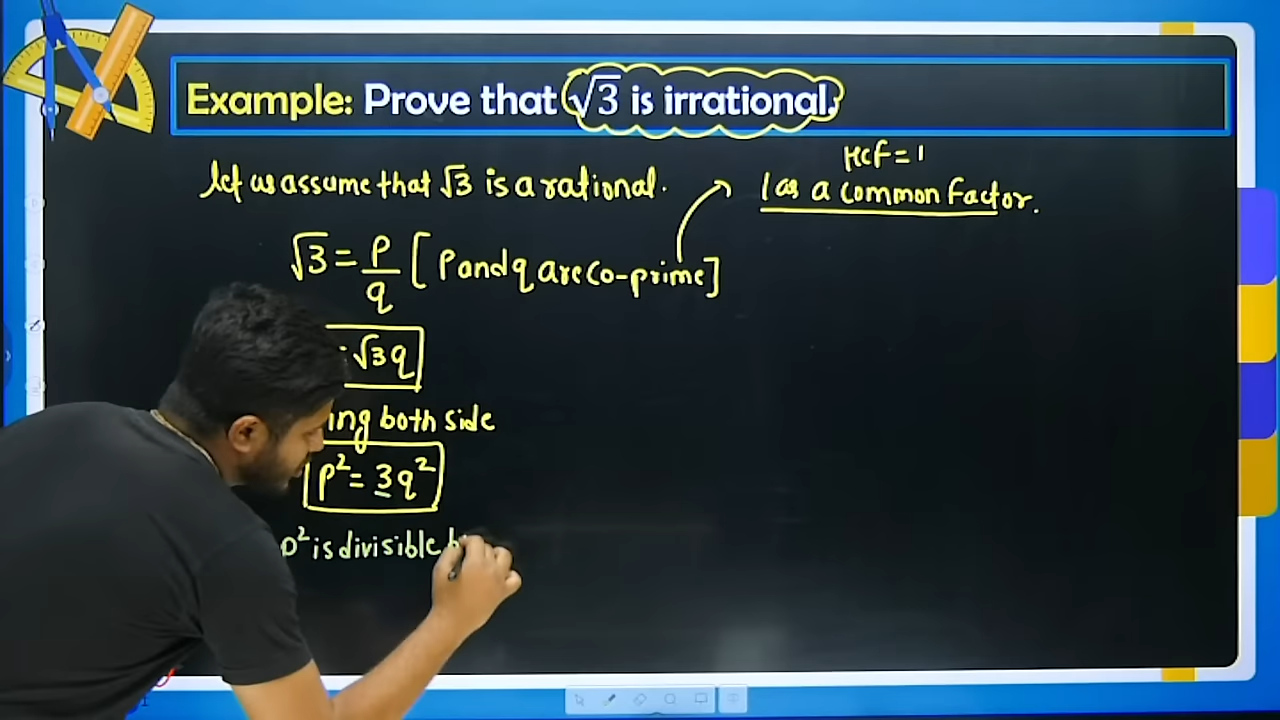 Example: Prove that √3 is irrational.
HCF = 1
let us assume that √3 is a rational.
1 as a common factor.
√3 = p/q [ p and q are co-prime]
√3q
ing both side
p² = 3q²
p² is divisible b